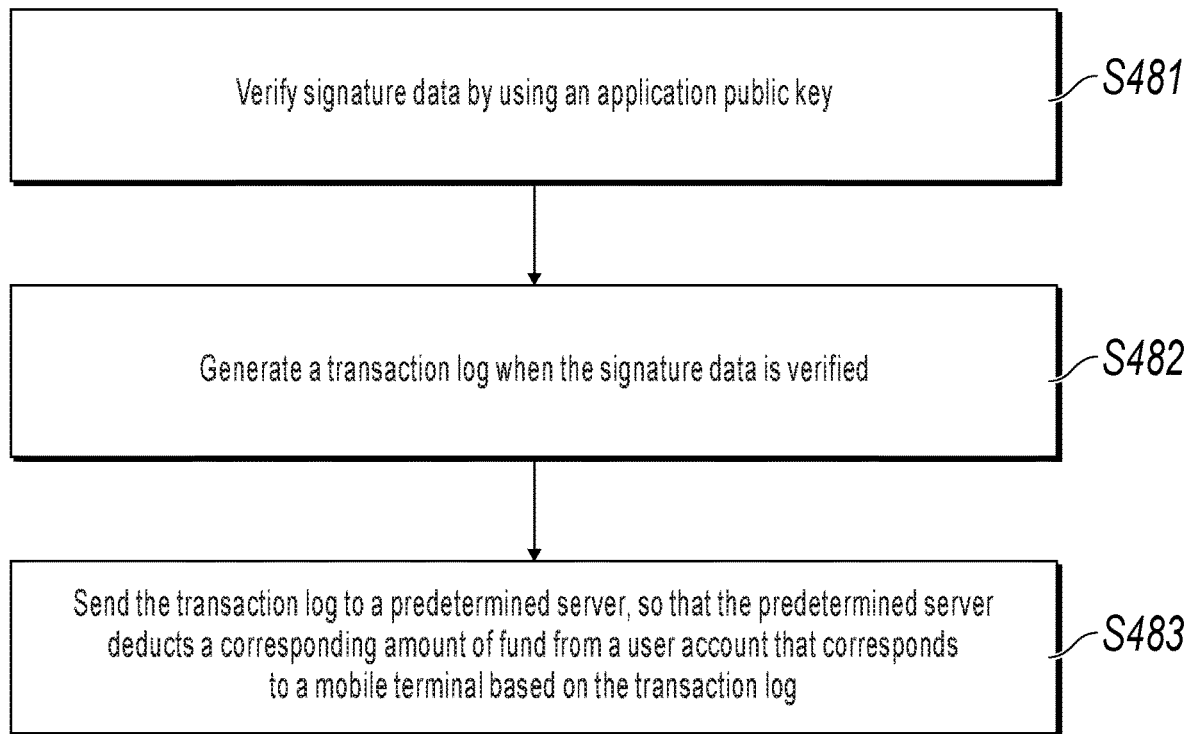 Verify signature data by using an application public key
S481
Generate a transaction log when the signature data is verified
S482
Send the transaction log to a predetermined server, so that the predetermined server
deducts a corresponding amount of fund from a user account that corresponds
to a mobile terminal based on the transaction log
S483